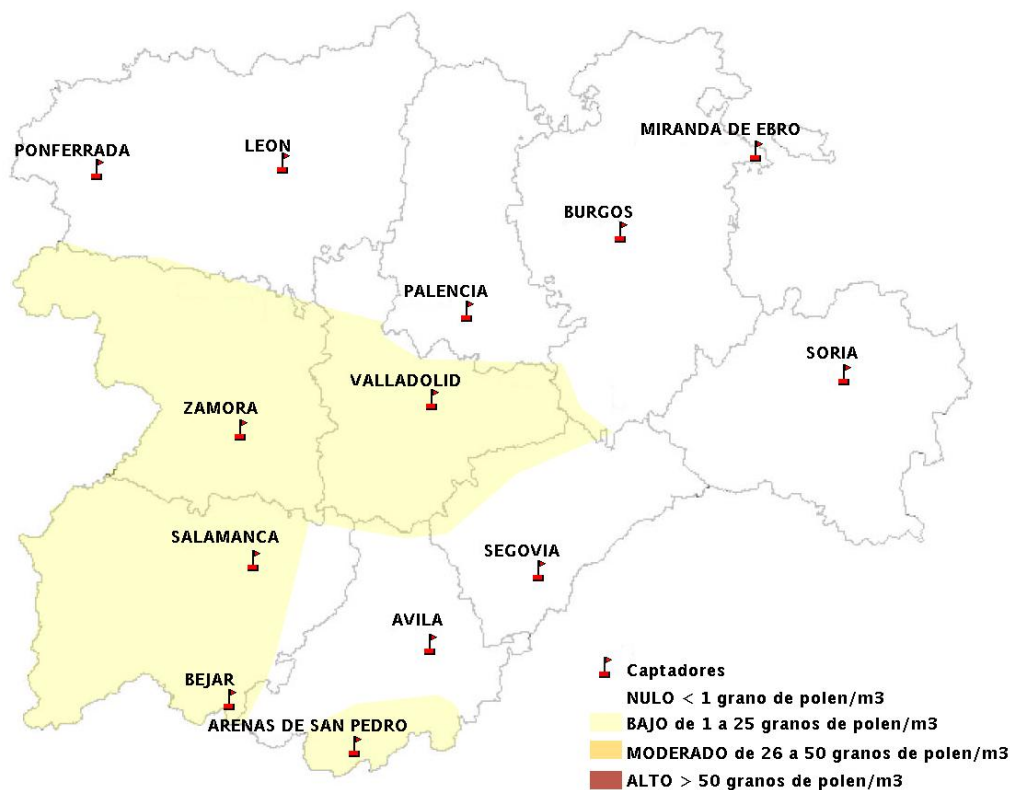 MIRANDA DE EBRO
PONFERRADA
LEON
BURGOS
PALENCIA
SORIA
VALLADOLID
ZAMORA
SALAMANCA
SEGOVIA
AVILA
BEJAR
ARENAS DE SAN PEDRO
Captadores
NULO < 1 grano de polen/m3
BAJO de 1 a 25 granos de polen/m3
MODERADO de 26 a 50 granos de polen/m3
ALTO > 50 granos de polen/m3